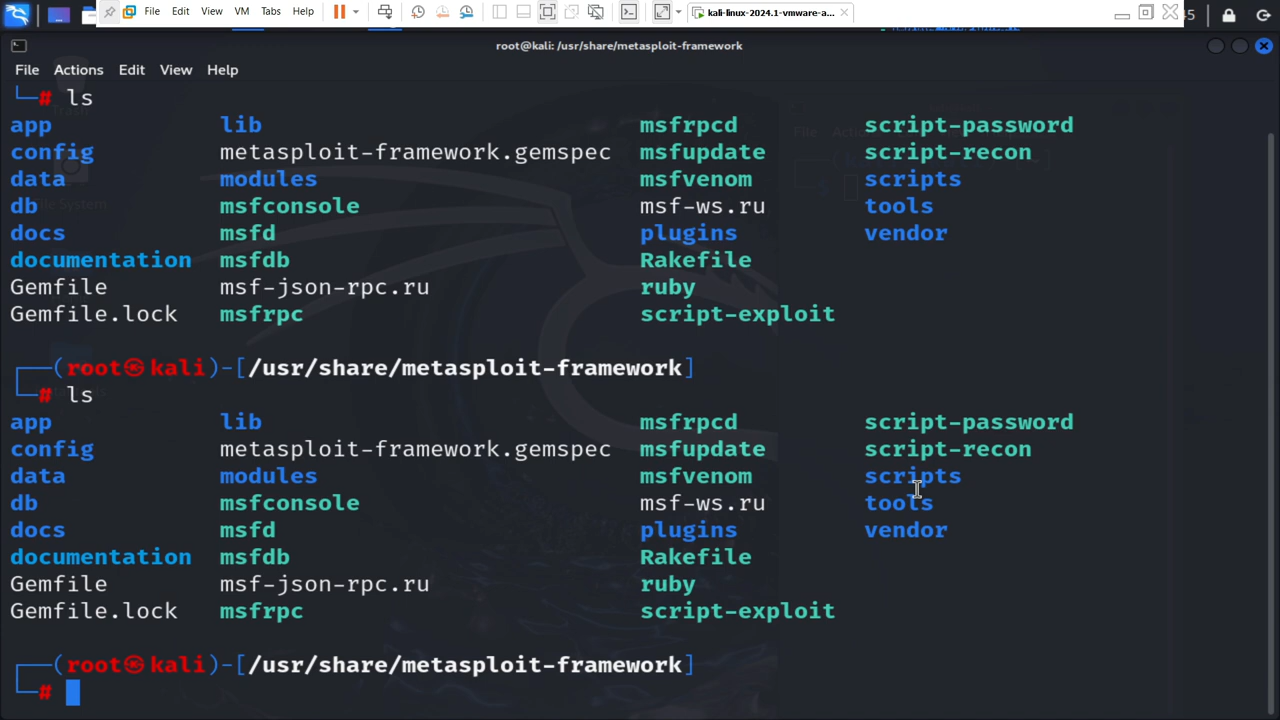 File Edit View VM Tabs Help kali-linux-2024.1-vmware-a...
root@kali: /usr/share/metasploit-framework
File Actions Edit View Help
└─# ls
app lib msfrpcd script-password
config metasploit-framework.gemspec msfupdate script-recon
data modules msfvenom scripts
db msfconsole msf-ws.ru tools
docs msfd plugins vendor
documentation msfdb Rakefile
Gemfile msf-json-rpc.ru ruby
Gemfile.lock msfrpc script-exploit
┌──(root㉿kali)-[/usr/share/metasploit-framework]
└─# ls
app lib msfrpcd script-password
config metasploit-framework.gemspec msfupdate script-recon
data modules msfvenom scripts
db msfconsole msf-ws.ru tools
docs msfd plugins vendor
documentation msfdb Rakefile
Gemfile msf-json-rpc.ru ruby
Gemfile.lock msfrpc script-exploit
┌──(root㉿kali)-[/usr/share/metasploit-framework]
└─#